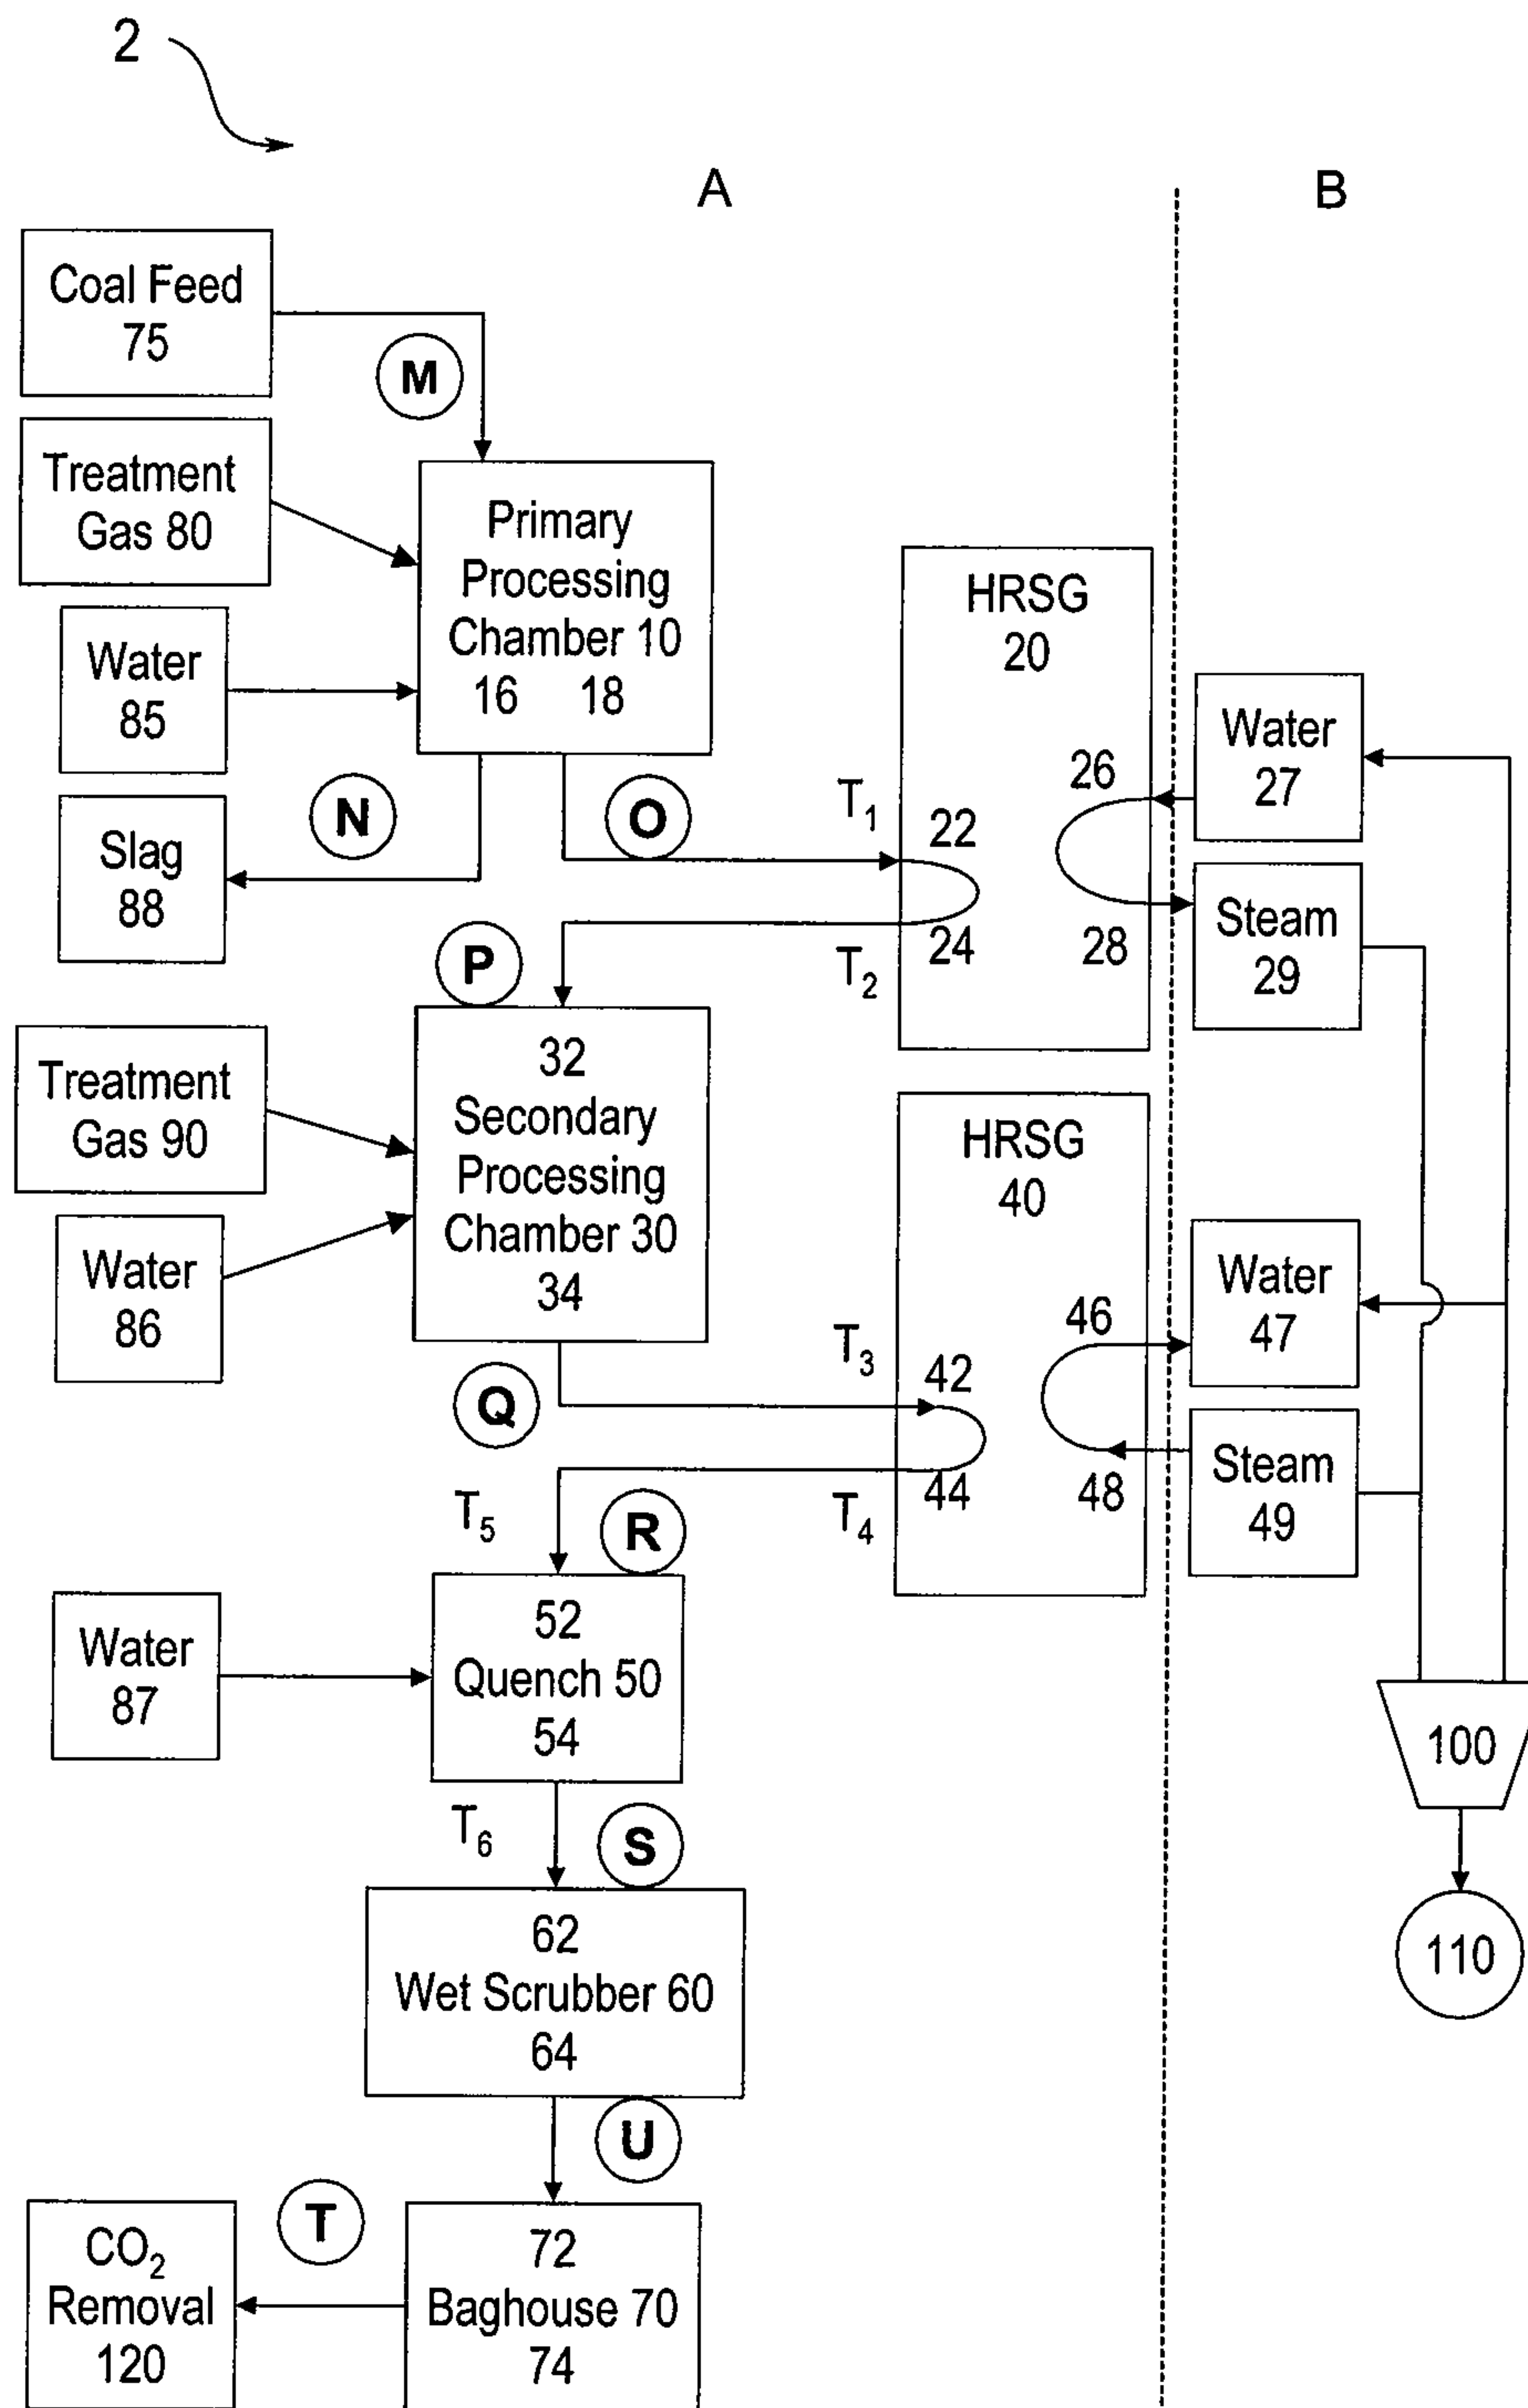 2
A
B
Coal Feed
75
M
Treatment
Gas 80
Primary
Processing
Chamber 10
16 18
Water
85
N
O
Slag
88
HRSG
20
T1
22
24
T2
26
28
Water
27
Steam
29
P
Treatment
Gas 90
32
Secondary
Processing
Chamber 30
34
Water
86
Q
HRSG
40
T3
42
44
T4
46
48
Water
47
Steam
49
T5
R
Water
87
52
Quench 50
54
100
T6
S
110
62
Wet Scrubber 60
64
U
T
CO2
Removal
120
72
Baghouse 70
74